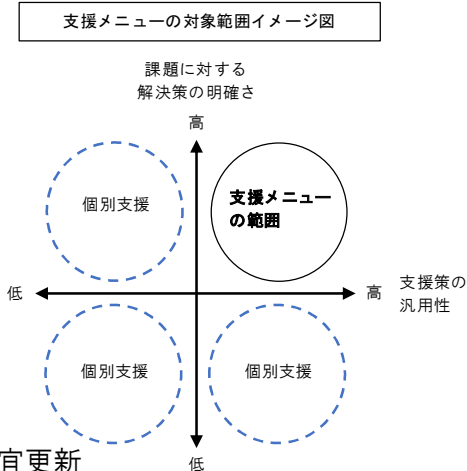 支援メニューの対象範囲イメージ図
課題に対する
解決策の明確さ
高
個別支援
支援メニュー
の範囲
低
高
支援策の
汎用性
個別支援
個別支援
宜更新
低